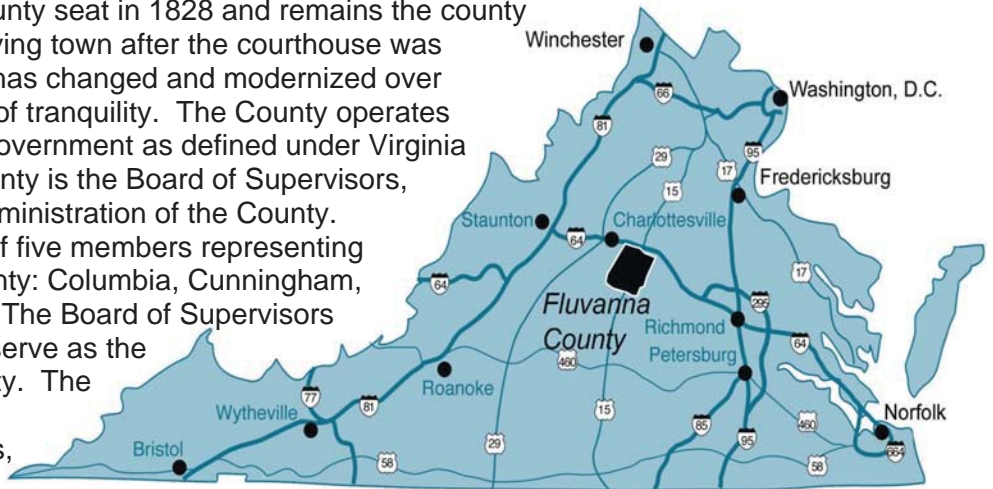 unty seat in 1828 and remains the county
ving town after the courthouse was
has changed and modernized over
of tranquility. The County operates
overnment as defined under Virginia
nty is the Board of Supervisors,
ministration of the County.
f five members representing
nty: Columbia, Cunningham,
The Board of Supervisors
serve as the
ty. The
s,
Winchester
Washington, D.C.
66
81
29
95
17
15
Fredericksburg
Staunton
Charlottesville
64
64
17
Fluvanna
County
295
Richmond
64
Petersburg
460
Roanoke
77
81
Wytheville
15
85
95
460
Norfolk
664
Bristol
58
29
58